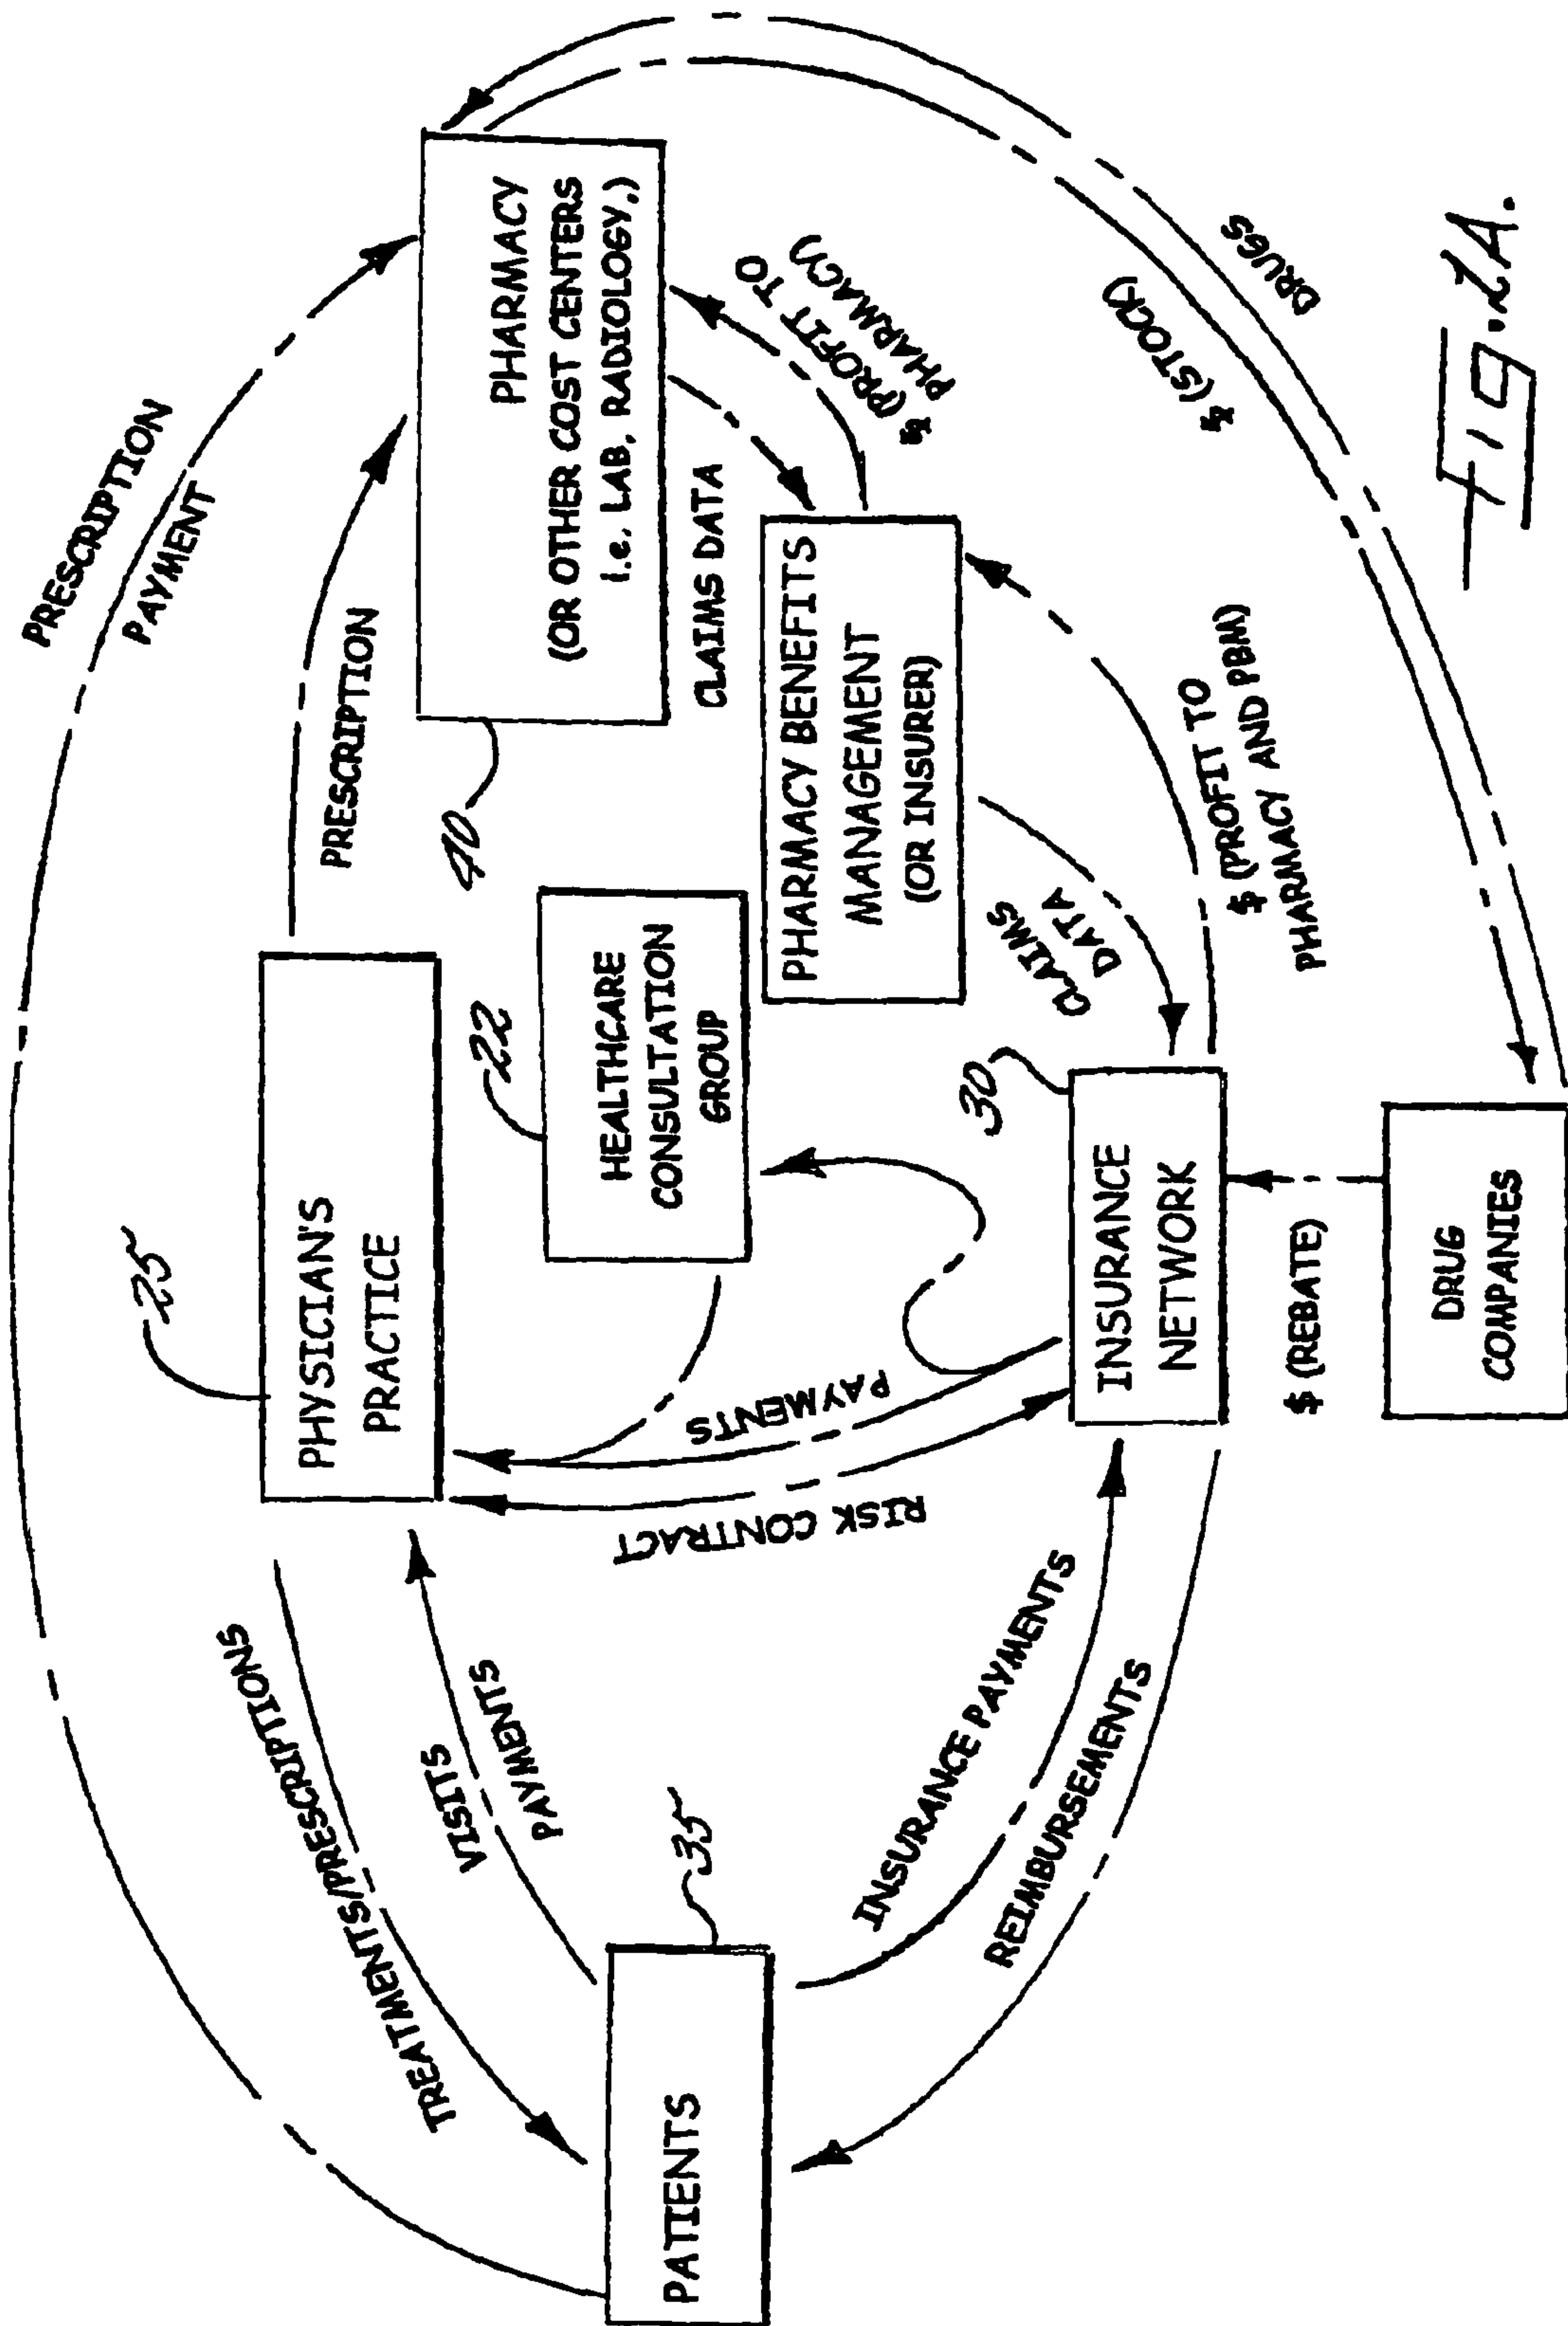 PRESCRIPTION
PAYMENT
PRESCRIPTION
25
PHYSICIAN'S
PRACTICE
PHARMACY
(OR OTHER COST CENTERS
i.e. LAB, RADIOLOGY,)
40
TREATMENTS/PRESCRIPTIONS
VISITS
PAYMENTS
22
HEALTHCARE
CONSULTATION
GROUP
CLAIMS DATA
$ (PROFIT TO
PHARMACY)
PHARMACY BENEFITS
MANAGEMENT
(OR INSURER)
35
PATIENTS
RISK CONTRACT
PAYMENTS
CLAIMS
DATA
30
INSURANCE
NETWORK
INSURANCE PAYMENTS
REIMBURSEMENTS
$ (PROFIT TO
PHARMACY AND PBM)
$ (STOCK)
DRUGS
$ (REBATE)
DRUG
COMPANIES
Fig. 2A.